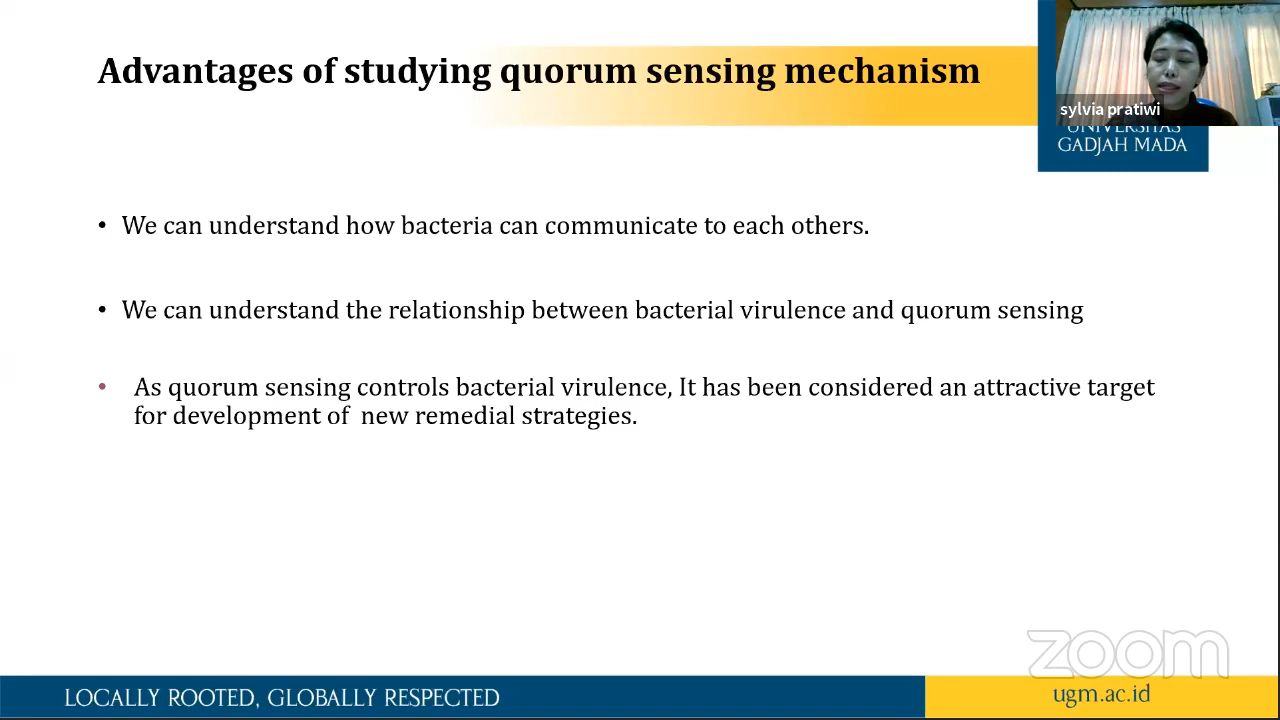 Advantages of studying quorum sensing mechanism
sylvia pratiwi
UNIVERSITAS
GADJAH MADA
• We can understand how bacteria can communicate to each others.
• We can understand the relationship between bacterial virulence and quorum sensing
• As quorum sensing controls bacterial virulence, It has been considered an attractive target
for development of new remedial strategies.
zoom
LOCALLY ROOTED, GLOBALLY RESPECTED
ugm.ac.id